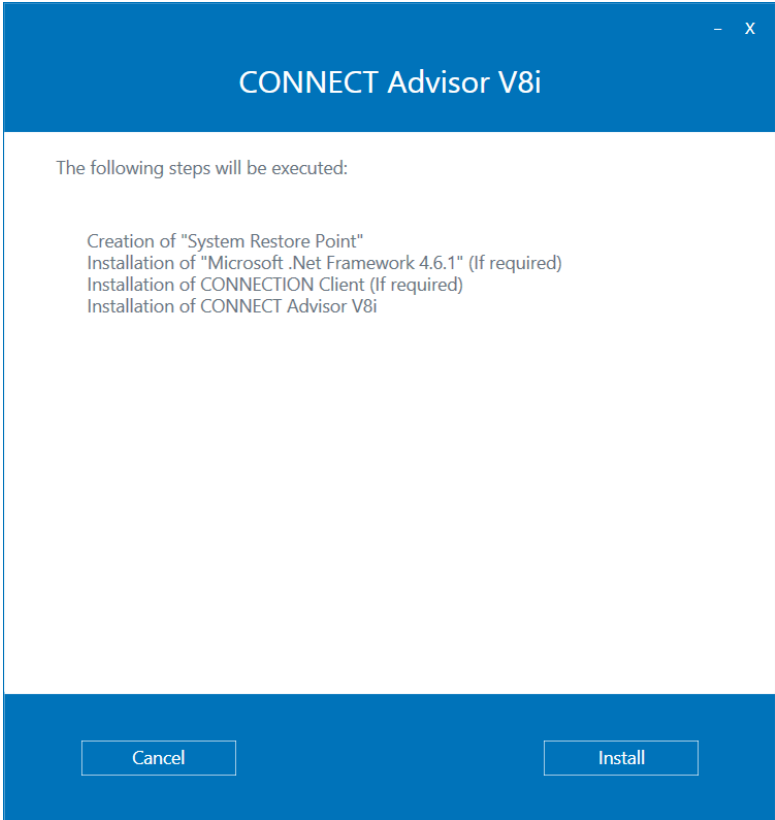 – X
CONNECT Advisor V8i
The following steps will be executed:
Creation of "System Restore Point"
Installation of "Microsoft .Net Framework 4.6.1" (If required)
Installation of CONNECTION Client (If required)
Installation of CONNECT Advisor V8i
Cancel Install